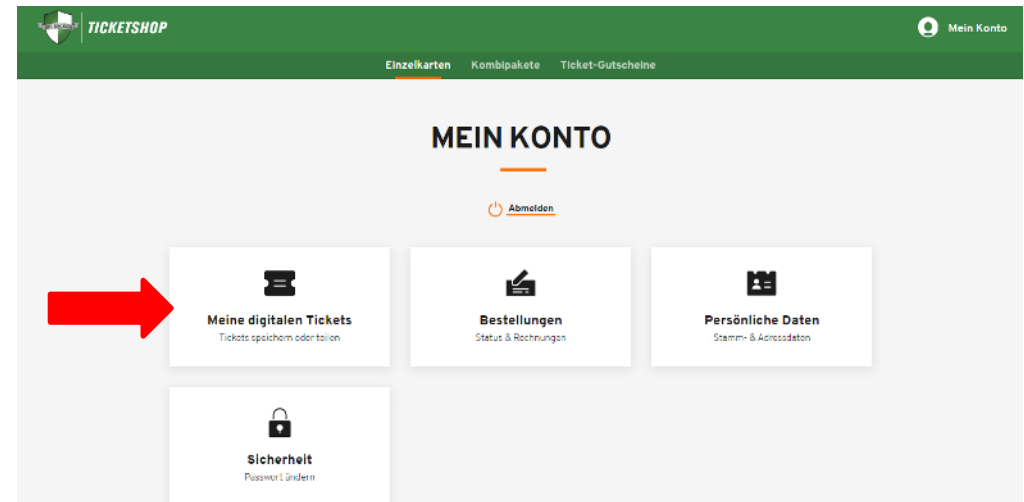 TICKETSHOP
Mein Konto
Einzelkarten Kombipakete Ticket-Gutscheine
MEIN KONTO
Abmelden
Meine digitalen Tickets
Tickets speichern oder teilen
Bestellungen
Status & Rechnungen
Persönliche Daten
Stamm- & Adressdaten
Sicherheit
Passwort ändern